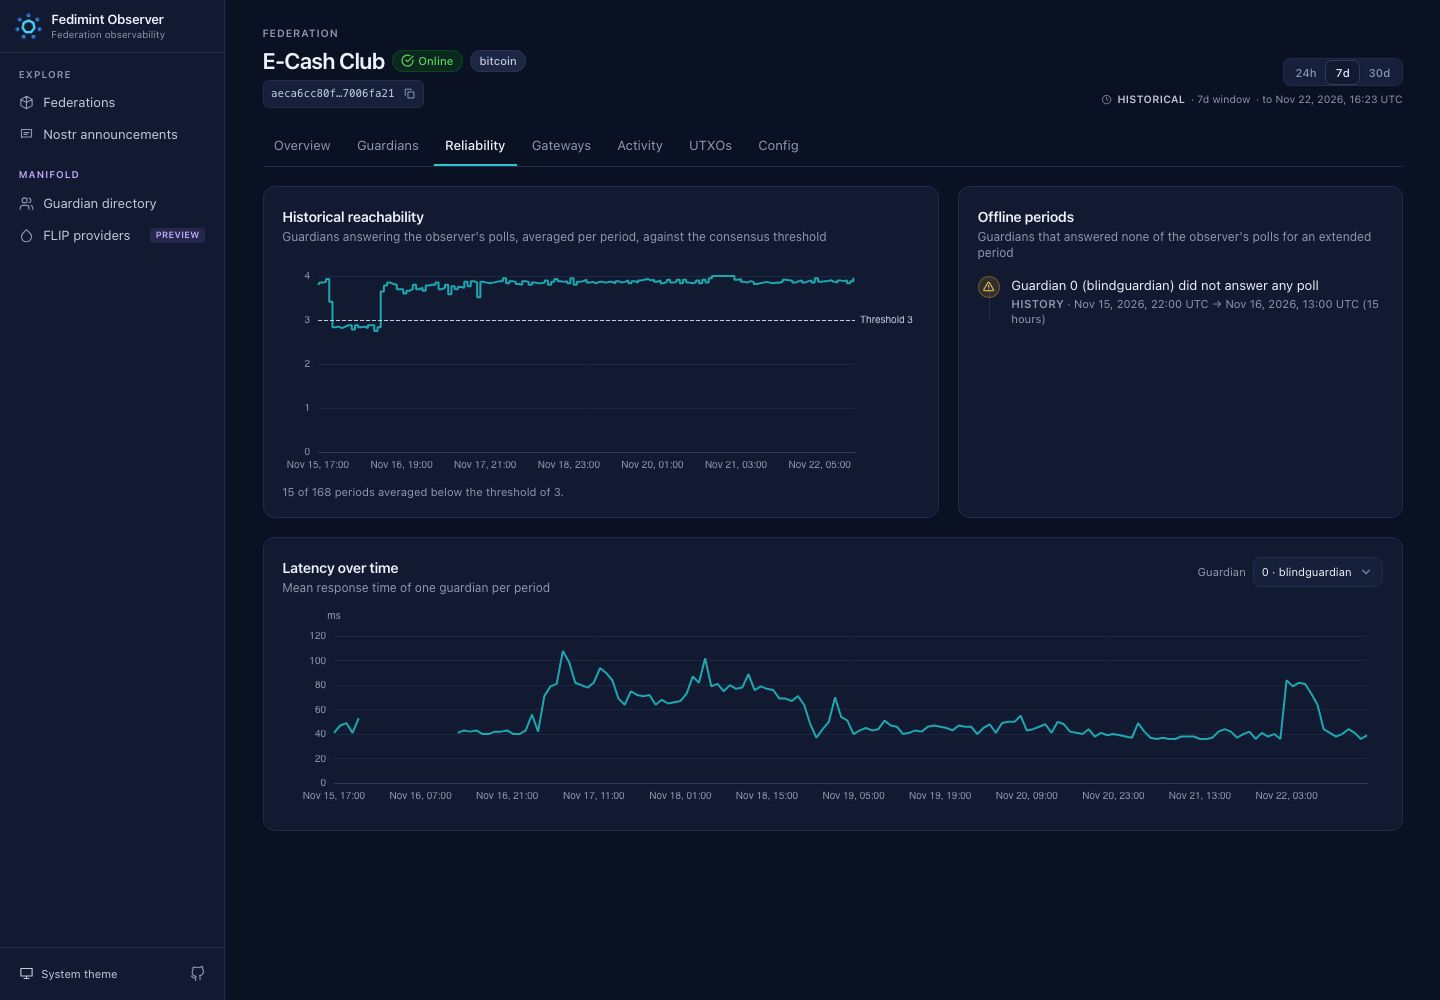 Fedimint Observer
Federation observability
EXPLORE
Federations
Nostr announcements
MANIFOLD
Guardian directory
FLIP providers PREVIEW
System theme
FEDERATION
E-Cash Club Online bitcoin
aeca6cc80f…7006fa21
24h 7d 30d
HISTORICAL · 7d window · to Nov 22, 2026, 16:23 UTC
Overview Guardians Reliability Gateways Activity UTXOs Config
Historical reachability
Guardians answering the observer's polls, averaged per period, against the consensus threshold
4
3
2
1
0
Threshold 3
Nov 15, 17:00 Nov 16, 19:00 Nov 17, 21:00 Nov 18, 23:00 Nov 20, 01:00 Nov 21, 03:00 Nov 22, 05:00
15 of 168 periods averaged below the threshold of 3.
Offline periods
Guardians that answered none of the observer's polls for an extended
period
Guardian 0 (blindguardian) did not answer any poll
HISTORY · Nov 15, 2026, 22:00 UTC → Nov 16, 2026, 13:00 UTC (15
hours)
Latency over time
Mean response time of one guardian per period
Guardian 0 · blindguardian
ms
120
100
80
60
40
20
0
Nov 15, 17:00 Nov 16, 07:00 Nov 16, 21:00 Nov 17, 11:00 Nov 18, 01:00 Nov 18, 15:00 Nov 19, 05:00 Nov 19, 19:00 Nov 20, 09:00 Nov 20, 23:00 Nov 21, 13:00 Nov 22, 03:00